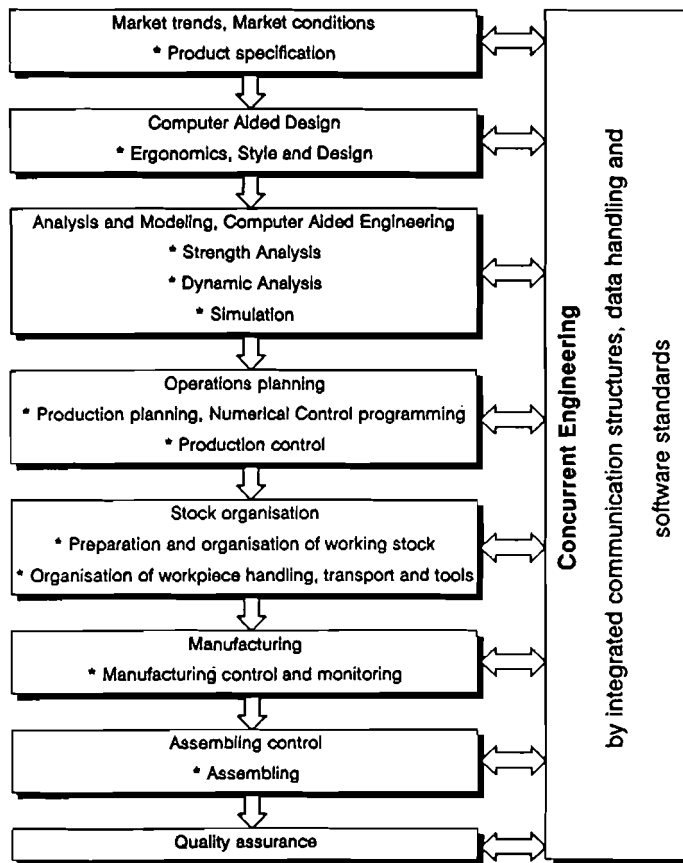 Market trends, Market conditions
* Product specification
Computer Aided Design
* Ergonomics, Style and Design
Analysis and Modeling, Computer Aided Engineering
* Strength Analysis
* Dynamic Analysis
* Simulation
Operations planning
* Production planning, Numerical Control programming
* Production control
Stock organisation
* Preparation and organisation of working stock
* Organisation of workpiece handling, transport and tools
Manufacturing
* Manufacturing control and monitoring
Assembling control
* Assembling
Quality assurance
Concurrent Engineering
by integrated communication structures, data handling and
software standards